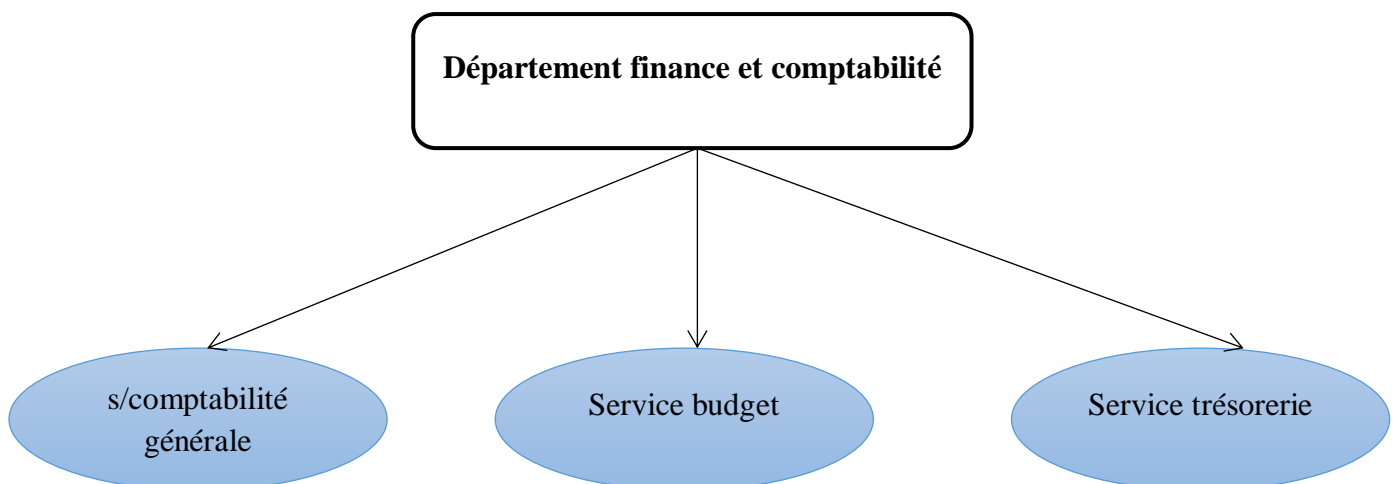 Département finance et comptabilité
s/comptabilité
générale
Service budget
Service trésorerie